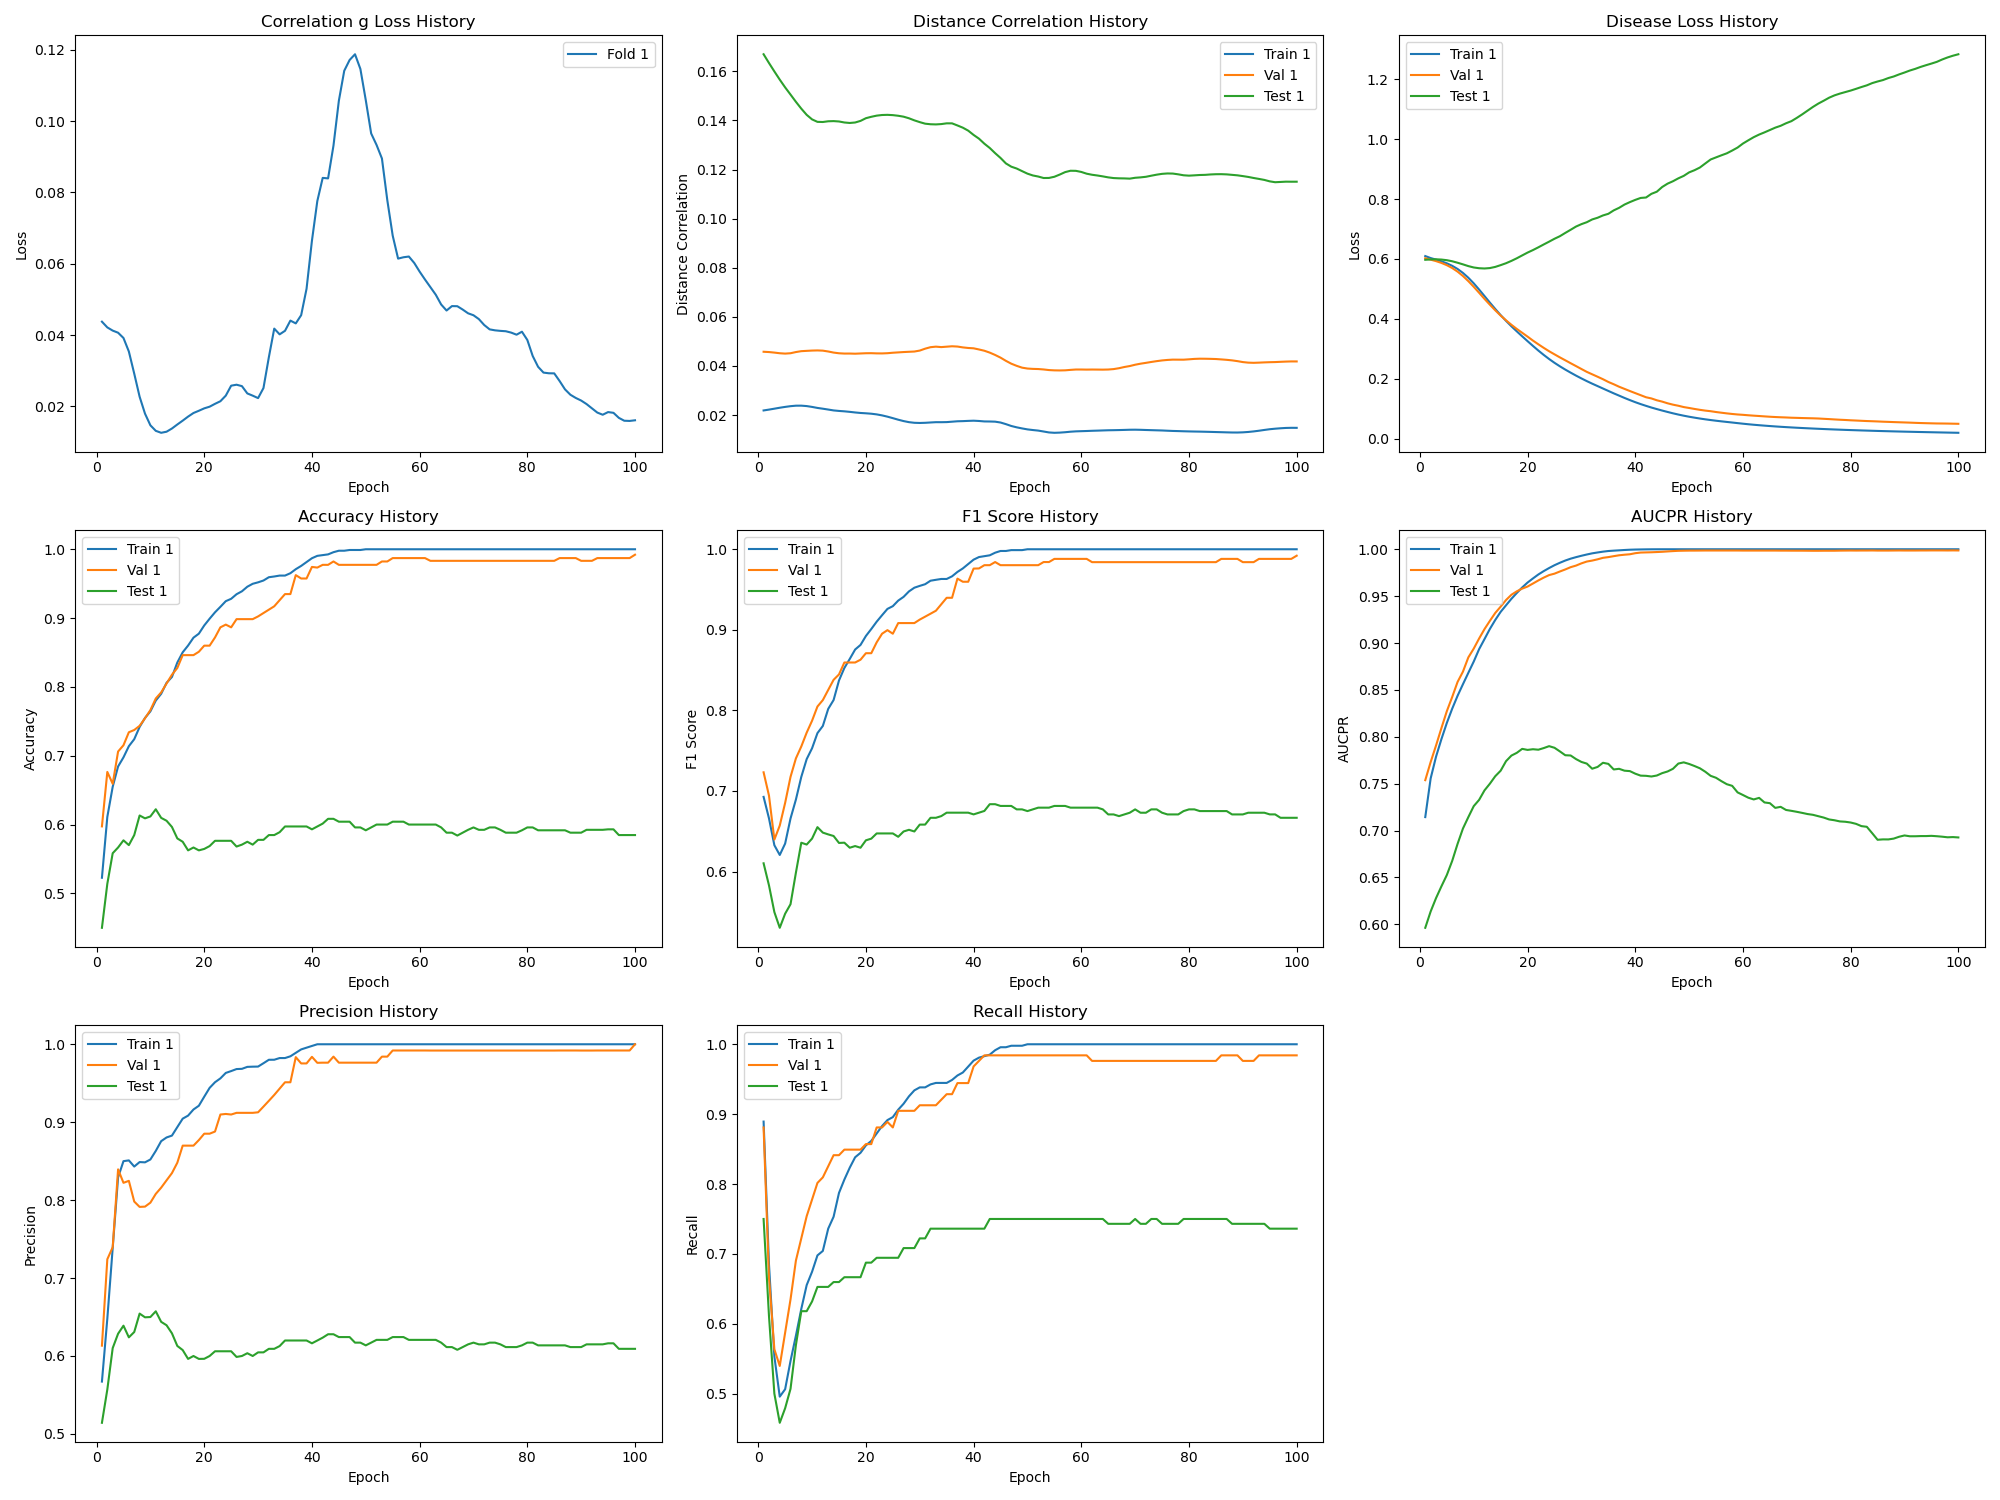 Correlation g Loss History
Fold 1
0.12
0.10
0.08
0.06
0.04
0.02
Loss
0 20 40 60 80 100
Epoch
Distance Correlation History
Train 1
Val 1
Test 1
0.16
0.14
0.12
0.10
0.08
0.06
0.04
0.02
Distance Correlation
0 20 40 60 80 100
Epoch
Disease Loss History
Train 1
Val 1
Test 1
1.2
1.0
0.8
0.6
0.4
0.2
0.0
Loss
0 20 40 60 80 100
Epoch
Accuracy History
Train 1
Val 1
Test 1
1.0
0.9
0.8
0.7
0.6
0.5
Accuracy
0 20 40 60 80 100
Epoch
F1 Score History
Train 1
Val 1
Test 1
1.0
0.9
0.8
0.7
0.6
F1 Score
0 20 40 60 80 100
Epoch
AUCPR History
Train 1
Val 1
Test 1
1.00
0.95
0.90
0.85
0.80
0.75
0.70
0.65
0.60
AUCPR
0 20 40 60 80 100
Epoch
Precision History
Train 1
Val 1
Test 1
1.0
0.9
0.8
0.7
0.6
0.5
Precision
0 20 40 60 80 100
Epoch
Recall History
Train 1
Val 1
Test 1
1.0
0.9
0.8
0.7
0.6
0.5
Recall
0 20 40 60 80 100
Epoch